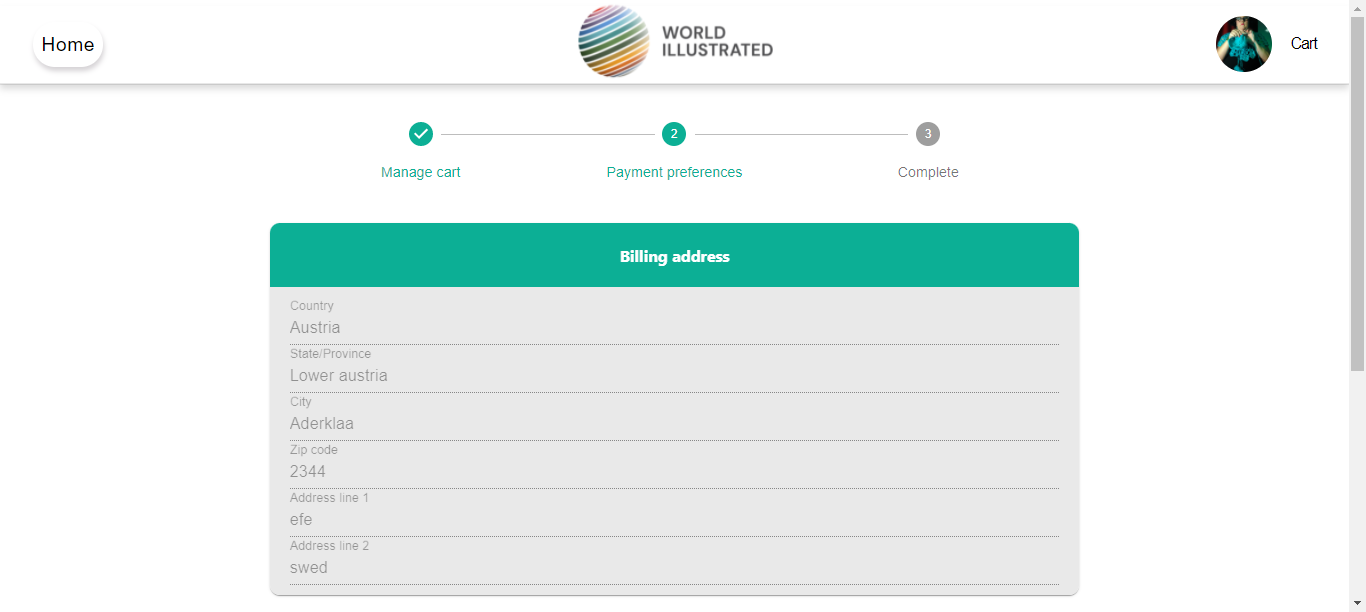 Home
WORLD
ILLUSTRATED
Cart
2
3
Manage cart
Payment preferences
Complete
Billing address
Country
Austria
State/Province
Lower austria
City
Aderklaa
Zip code
2344
Address line 1
efe
Address line 2
swed